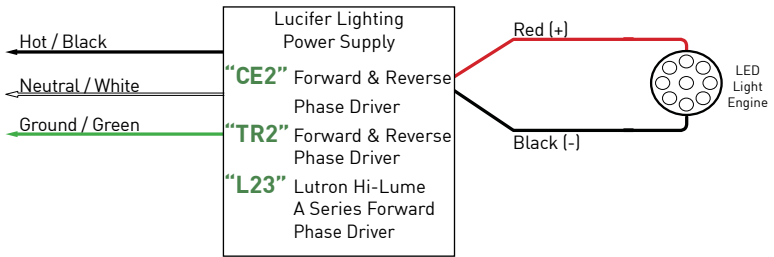 Lucifer Lighting
Power Supply
Hot / Black
Neutral / White
Ground / Green
“CE2” Forward & Reverse
Phase Driver
“TR2” Forward & Reverse
Phase Driver
“L23” Lutron Hi-Lume
A Series Forward
Phase Driver
Red (+)
Black (-)
LED
Light
Engine